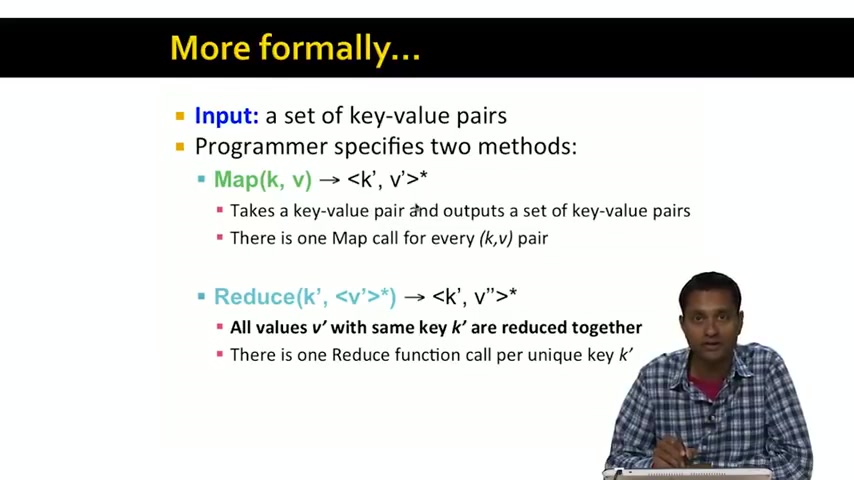 More formally...
Input: a set of key-value pairs
Programmer specifies two methods:
Map(k, v) → <k', v'>*
Takes a key-value pair and outputs a set of key-value pairs
There is one Map call for every (k,v) pair
Reduce(k', <v'>*) → <k', v''>*
All values v' with same key k' are reduced together
There is one Reduce function call per unique key k'